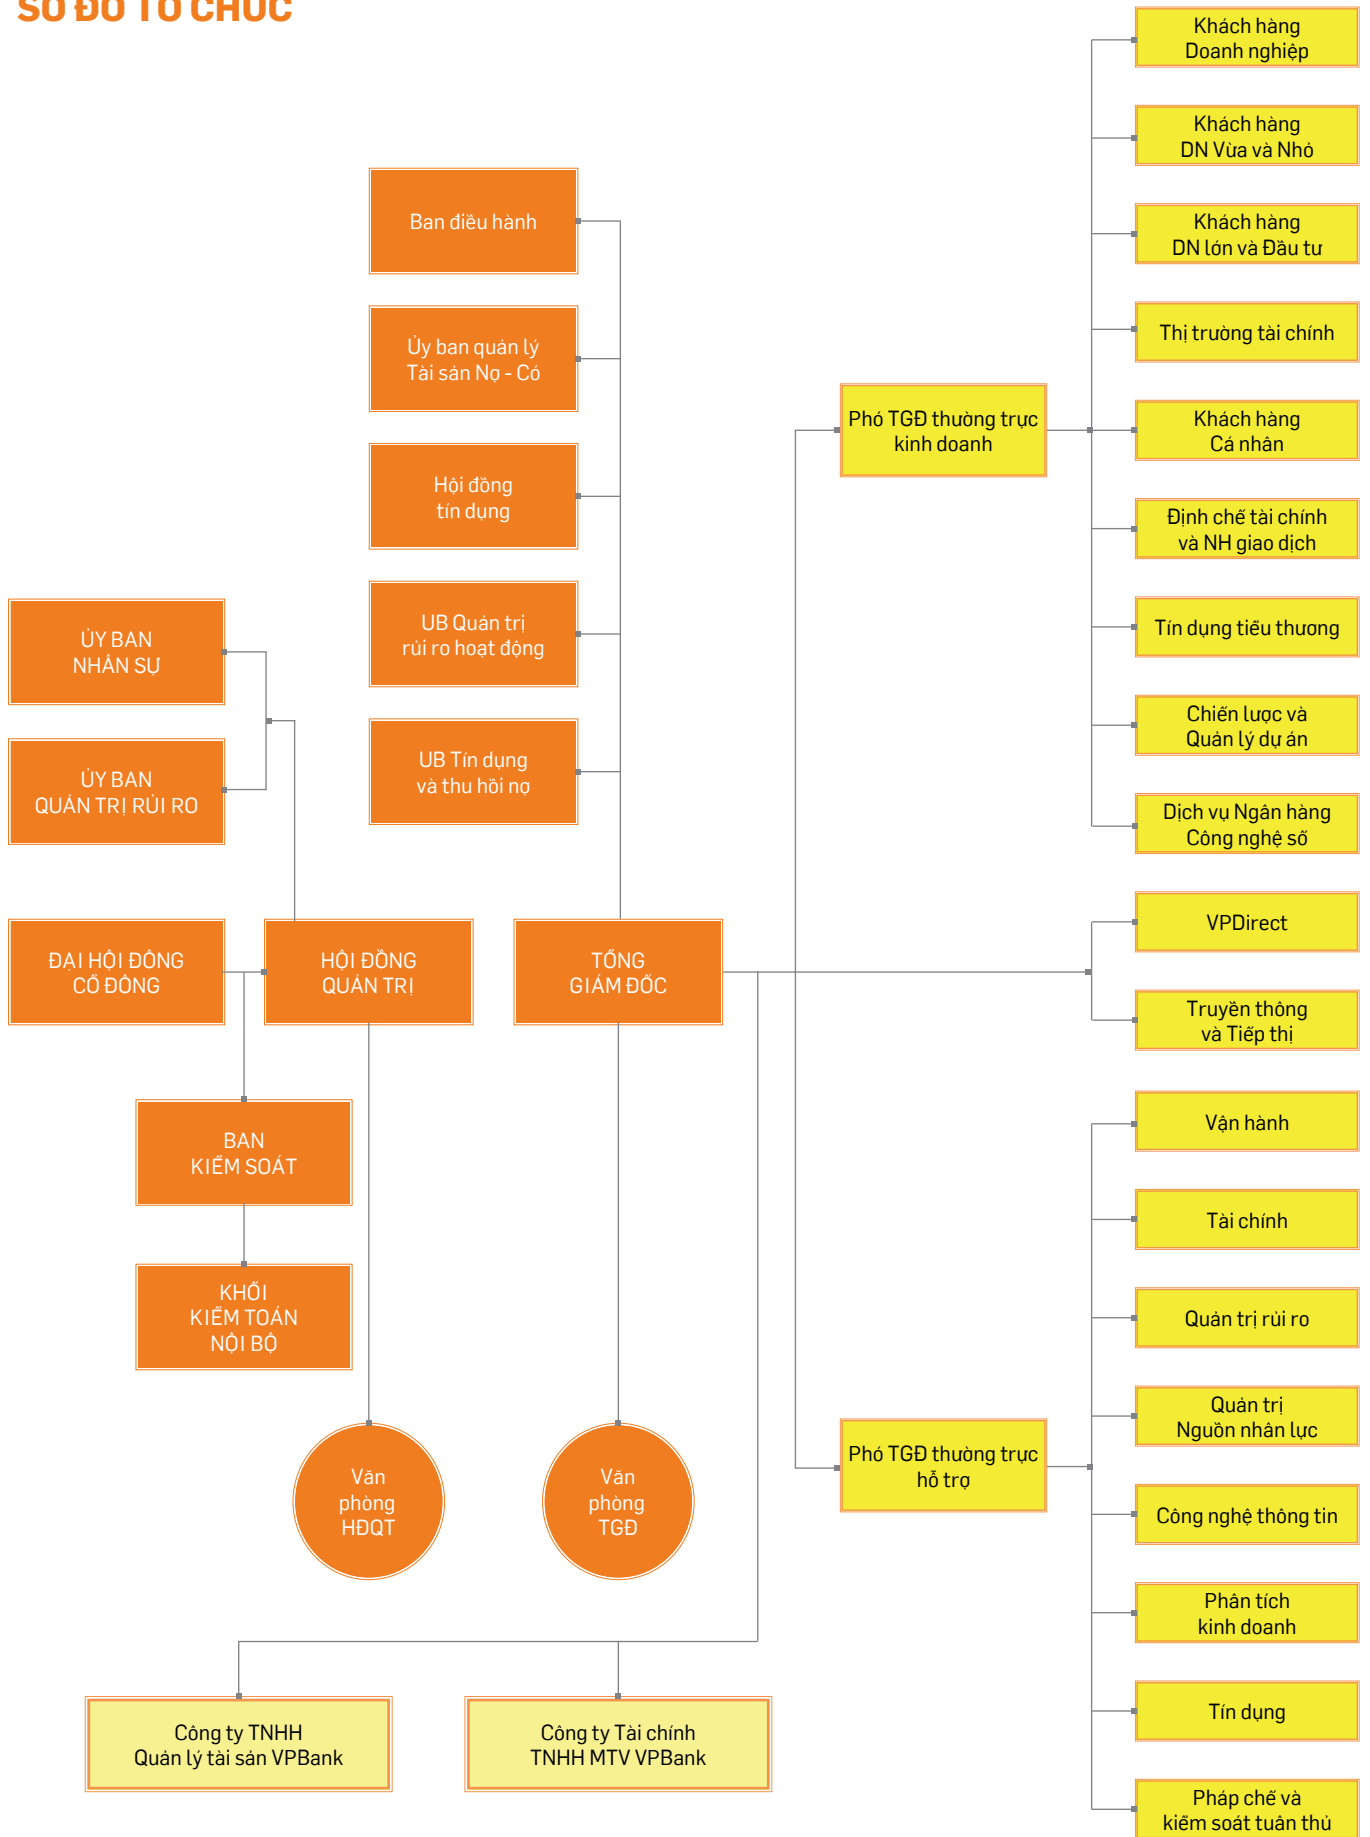 SƠ ĐỒ TỔ CHỨC
Ban điều hành
Ủy ban quản lý
Tài sản Nợ - Có
Hội đồng
tín dụng
UB Quản trị
rủi ro hoạt động
UB Tín dụng
và thu hồi nợ
ỦY BAN
NHÂN SỰ
ỦY BAN
QUẢN TRỊ RỦI RO
ĐẠI HỘI ĐỒNG
CỔ ĐÔNG
HỘI ĐỒNG
QUẢN TRỊ
TỔNG
GIÁM ĐỐC
BAN
KIỂM SOÁT
KHỐI
KIỂM TOÁN
NỘI BỘ
Văn
phòng
HĐQT
Văn
phòng
TGĐ
Công ty TNHH
Quản lý tài sản VPBank
Công ty Tài chính
TNHH MTV VPBank
Phó TGĐ thường trực
kinh doanh
Phó TGĐ thường trực
hỗ trợ
Khách hàng
Doanh nghiệp
Khách hàng
DN Vừa và Nhỏ
Khách hàng
DN lớn và Đầu tư
Thị trường tài chính
Khách hàng
Cá nhân
Định chế tài chính
và NH giao dịch
Tín dụng tiểu thương
Chiến lược và
Quản lý dự án
Dịch vụ Ngân hàng
Công nghệ số
VPDirect
Truyền thông
và Tiếp thị
Vận hành
Tài chính
Quản trị rủi ro
Quản trị
Nguồn nhân lực
Công nghệ thông tin
Phân tích
kinh doanh
Tín dụng
Pháp chế và
kiểm soát tuân thủ